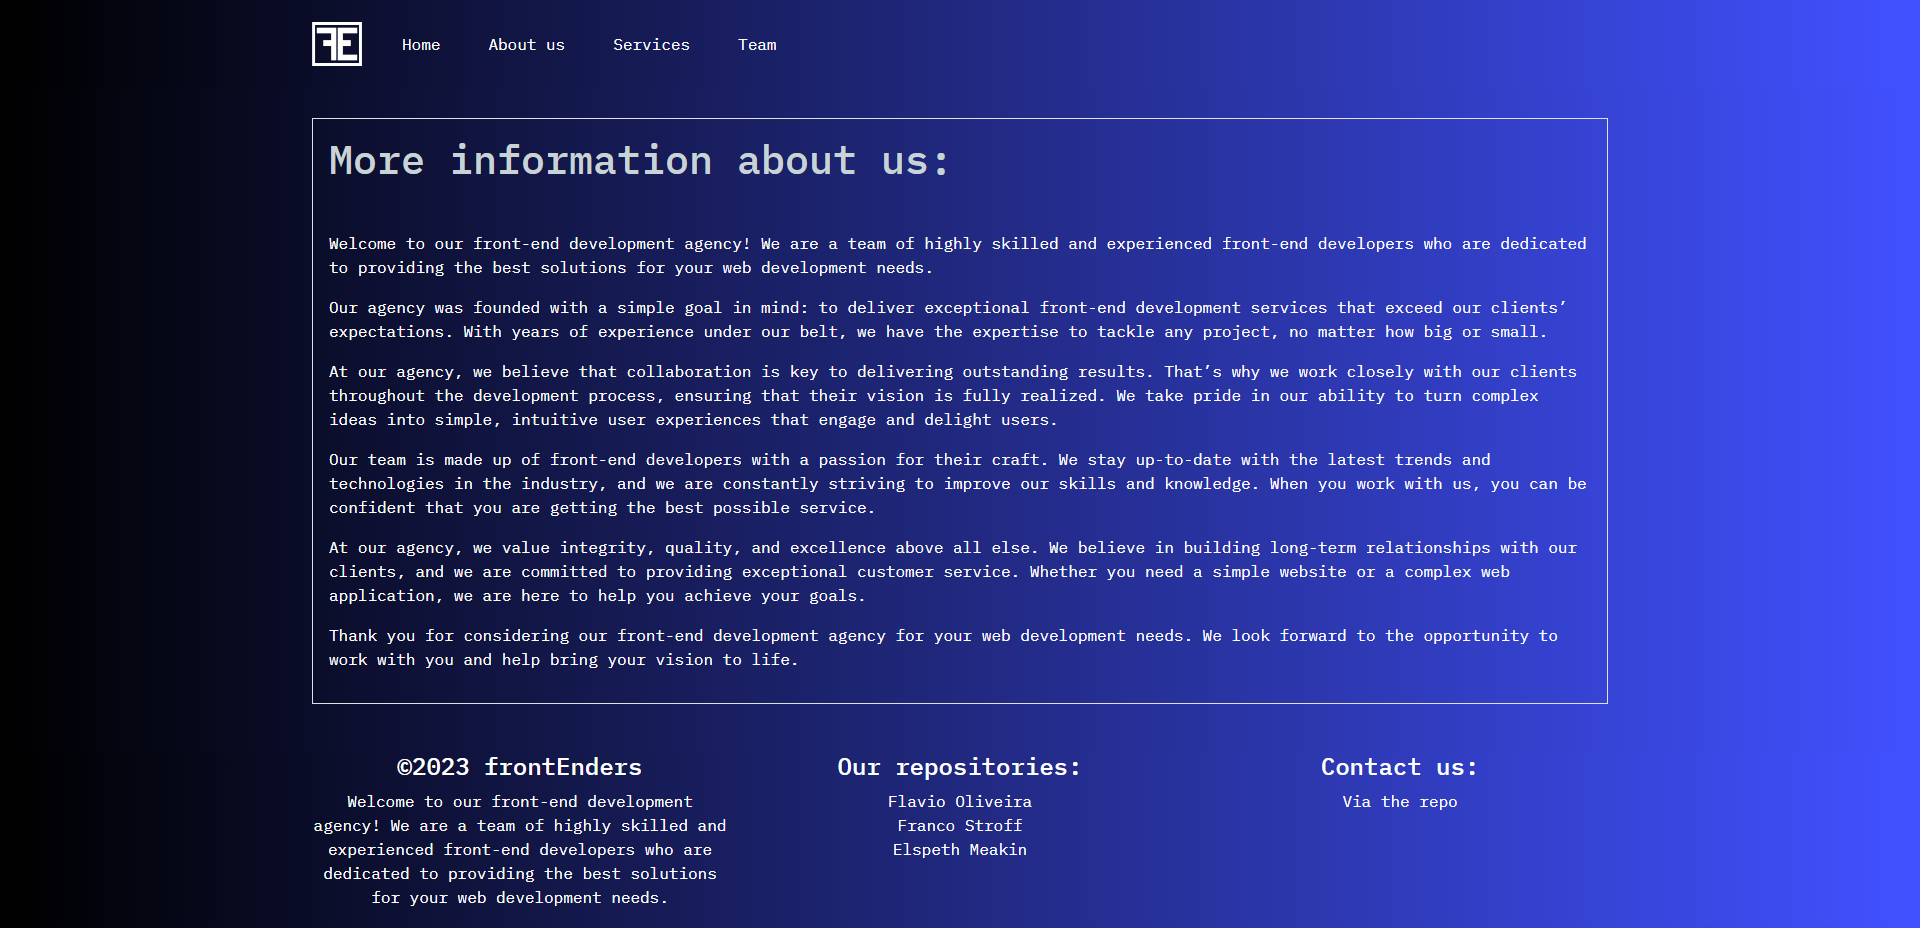 FE
Home About us Services Team
More information about us:
Welcome to our front-end development agency! We are a team of highly skilled and experienced front-end developers who are dedicated
to providing the best solutions for your web development needs.
Our agency was founded with a simple goal in mind: to deliver exceptional front-end development services that exceed our clients’
expectations. With years of experience under our belt, we have the expertise to tackle any project, no matter how big or small.
At our agency, we believe that collaboration is key to delivering outstanding results. That’s why we work closely with our clients
throughout the development process, ensuring that their vision is fully realized. We take pride in our ability to turn complex
ideas into simple, intuitive user experiences that engage and delight users.
Our team is made up of front-end developers with a passion for their craft. We stay up-to-date with the latest trends and
technologies in the industry, and we are constantly striving to improve our skills and knowledge. When you work with us, you can be
confident that you are getting the best possible service.
At our agency, we value integrity, quality, and excellence above all else. We believe in building long-term relationships with our
clients, and we are committed to providing exceptional customer service. Whether you need a simple website or a complex web
application, we are here to help you achieve your goals.
Thank you for considering our front-end development agency for your web development needs. We look forward to the opportunity to
work with you and help bring your vision to life.
©2023 frontEnders
Welcome to our front-end development
agency! We are a team of highly skilled and
experienced front-end developers who are
dedicated to providing the best solutions
for your web development needs.
Our repositories:
Flavio Oliveira
Franco Stroff
Elspeth Meakin
Contact us:
Via the repo